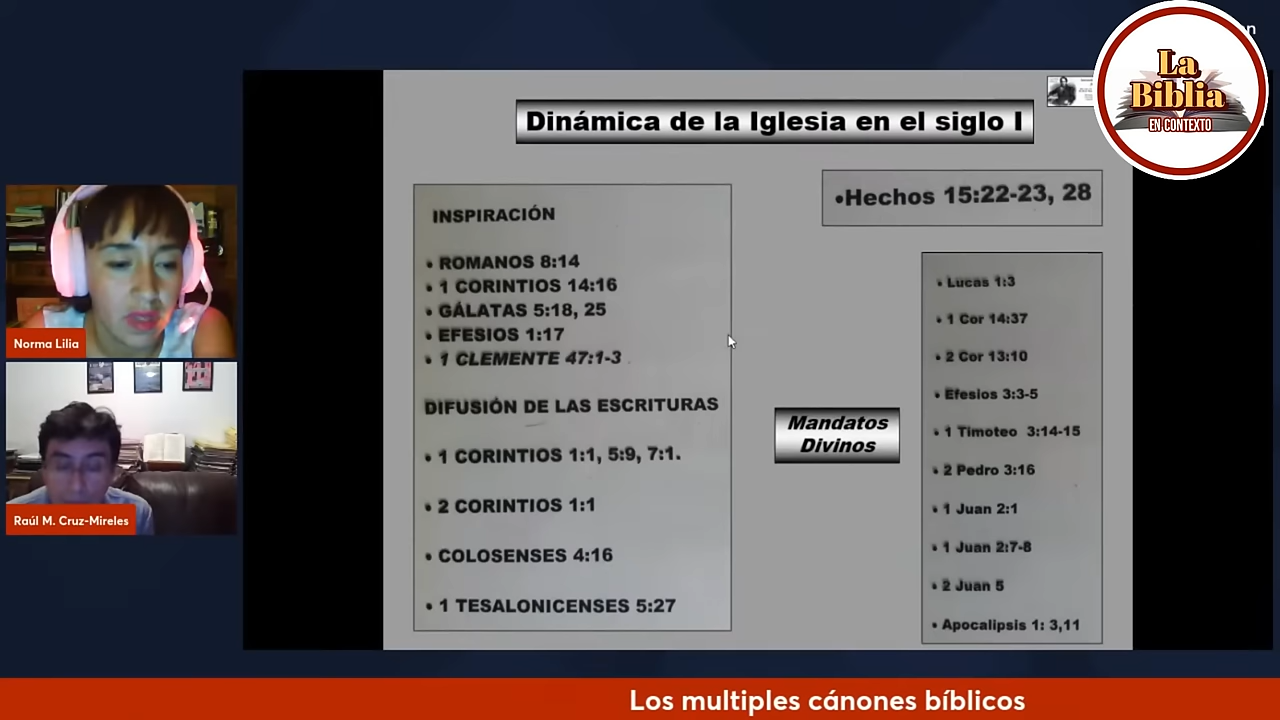 La
Biblia
EN CONTEXTO
Dinámica de la Iglesia en el siglo I
INSPIRACIÓN
• ROMANOS 8:14
• 1 CORINTIOS 14:16
• GÁLATAS 5:18, 25
• EFESIOS 1:17
• 1 CLEMENTE 47:1-3
DIFUSIÓN DE LAS ESCRITURAS
• 1 CORINTIOS 1:1, 5:9, 7:1.
• 2 CORINTIOS 1:1
• COLOSENSES 4:16
• 1 TESALONICENSES 5:27
•Hechos 15:22-23, 28
Mandatos
Divinos
• Lucas 1:3
• 1 Cor 14:37
• 2 Cor 13:10
• Efesios 3:3-5
• 1 Timoteo 3:14-15
• 2 Pedro 3:16
• 1 Juan 2:1
• 1 Juan 2:7-8
• 2 Juan 5
• Apocalipsis 1: 3,11
Norma Lilia
Raúl M. Cruz-Mireles
Los multiples cánones bíblicos